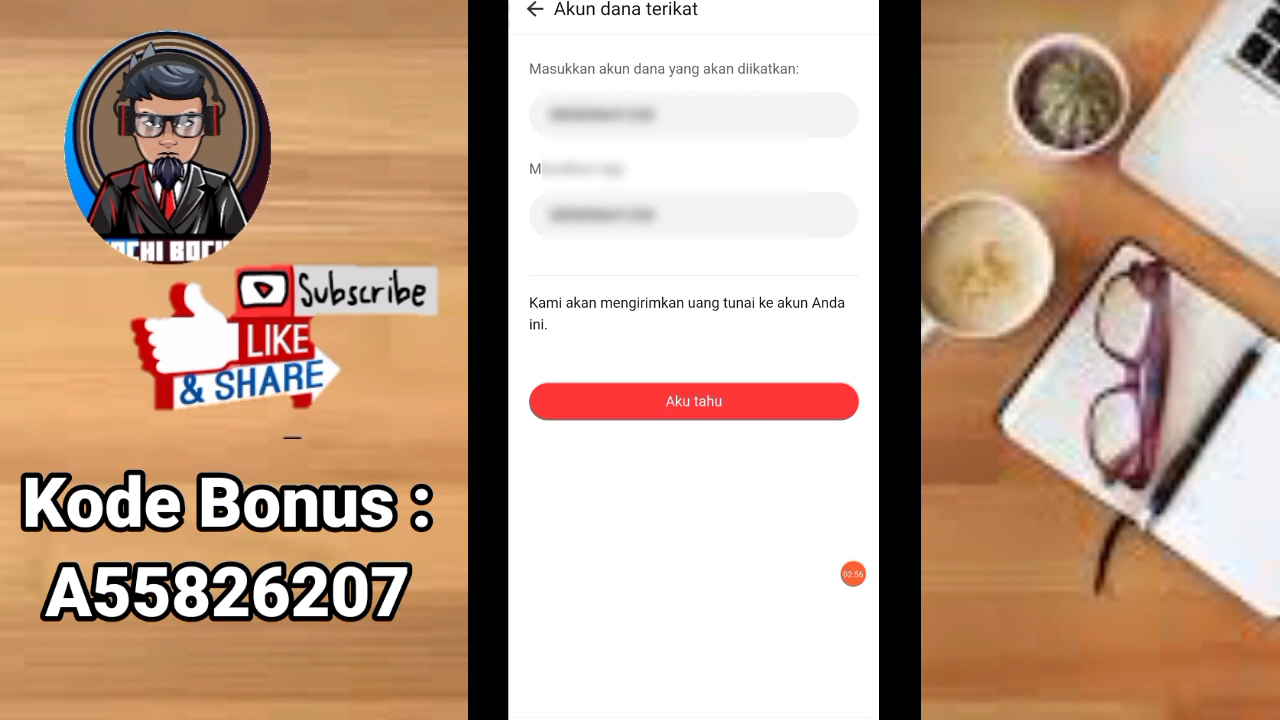 Subscribe
LIKE
& SHARE
Kode Bonus :
A55826207
Akun dana terikat
Masukkan akun dana yang akan diikatkan:
Kami akan mengirimkan uang tunai ke akun Anda
ini.
Aku tahu
02:56